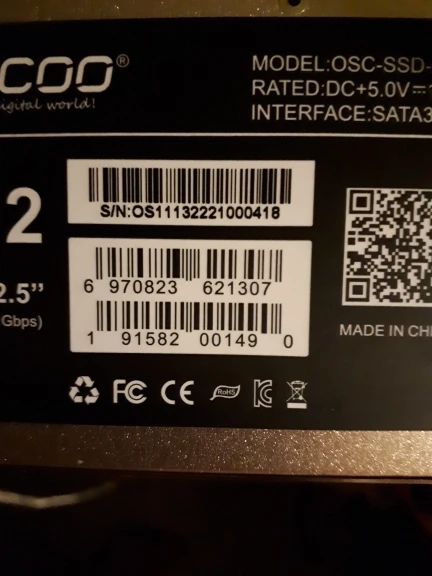 COO®
igital world!
MODEL:OSC-SSD-
RATED:DC+5.0V⎓
INTERFACE:SATA3
2
S/N:OS11132221000418
2.5”
Gbps)
6 970823 621307
1 91582 00149 0
MADE IN CHI
FC CE RoHS